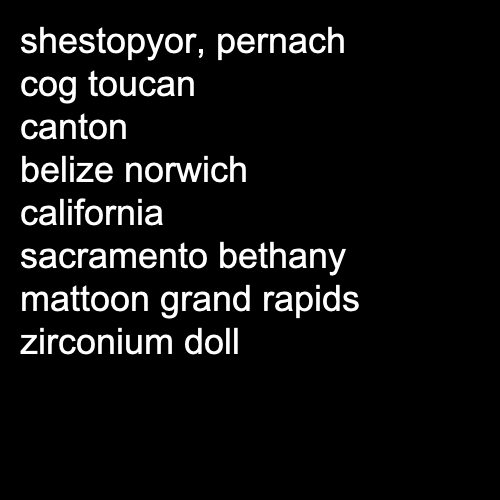 shestopyor, pernach
cog toucan
canton
belize norwich
california
sacramento bethany
mattoon grand rapids
zirconium doll